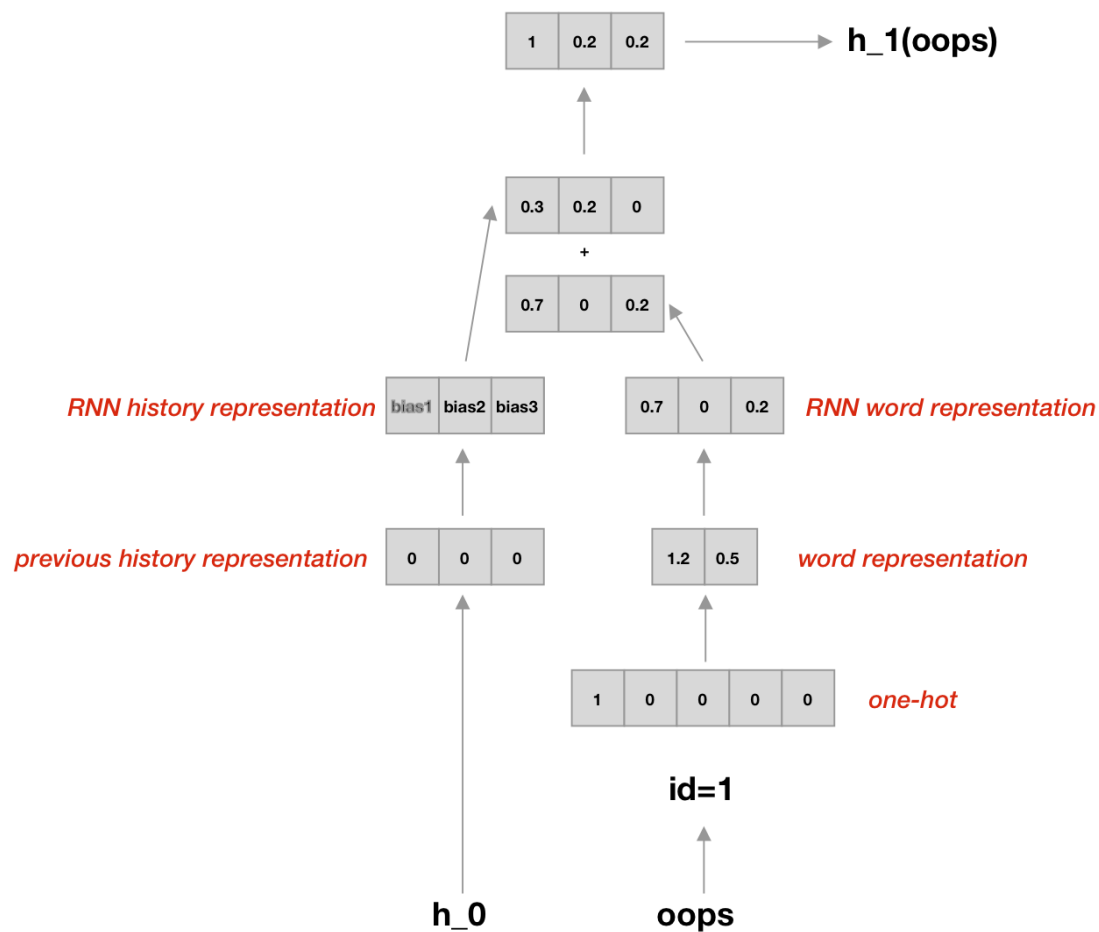 1 0.2 0.2 h_1(oops)
0.3 0.2 0
+
0.7 0 0.2
RNN history representation bias1 bias2 bias3 0.7 0 0.2 RNN word representation
previous history representation 0 0 0 1.2 0.5 word representation
1 0 0 0 0 one-hot
id=1
h_0 oops